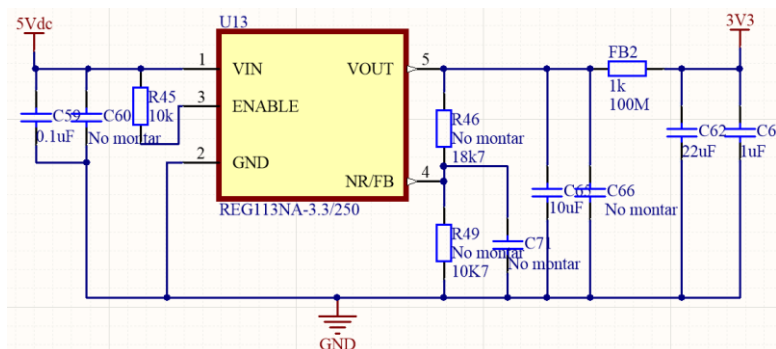 5Vdc
U13
3V3
1
VIN
VOUT
5
FB2
1k
100M
3
ENABLE
R45
10k
C59
0.1uF
C60
No montar
2
GND
NR/FB
4
REG113NA-3.3/250
R46
No montar
18k7
R49
No montar
10K7
C71
No montar
C65
10uF
C66
No montar
C62
22uF
C6
1uF
GND